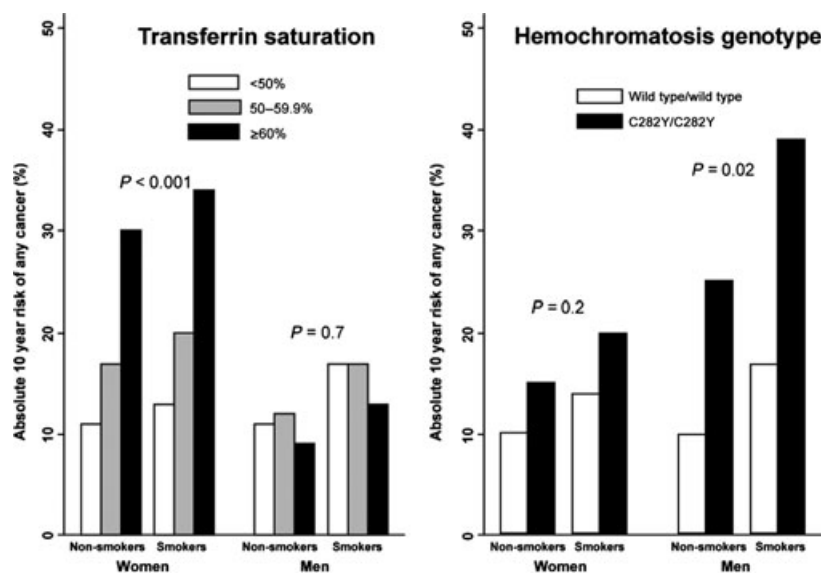 Transferrin saturation
<50%
50–59.9%
≥60%
P < 0.001
P = 0.7
Absolute 10 year risk of any cancer (%)
50
40
30
20
10
0
Non-smokers Smokers Non-smokers Smokers
Women Men
Hemochromatosis genotype
Wild type/wild type
C282Y/C282Y
P = 0.02
P = 0.2
Absolute 10 year risk of any cancer (%)
50
40
30
20
10
0
Non-smokers Smokers Non-smokers Smokers
Women Men